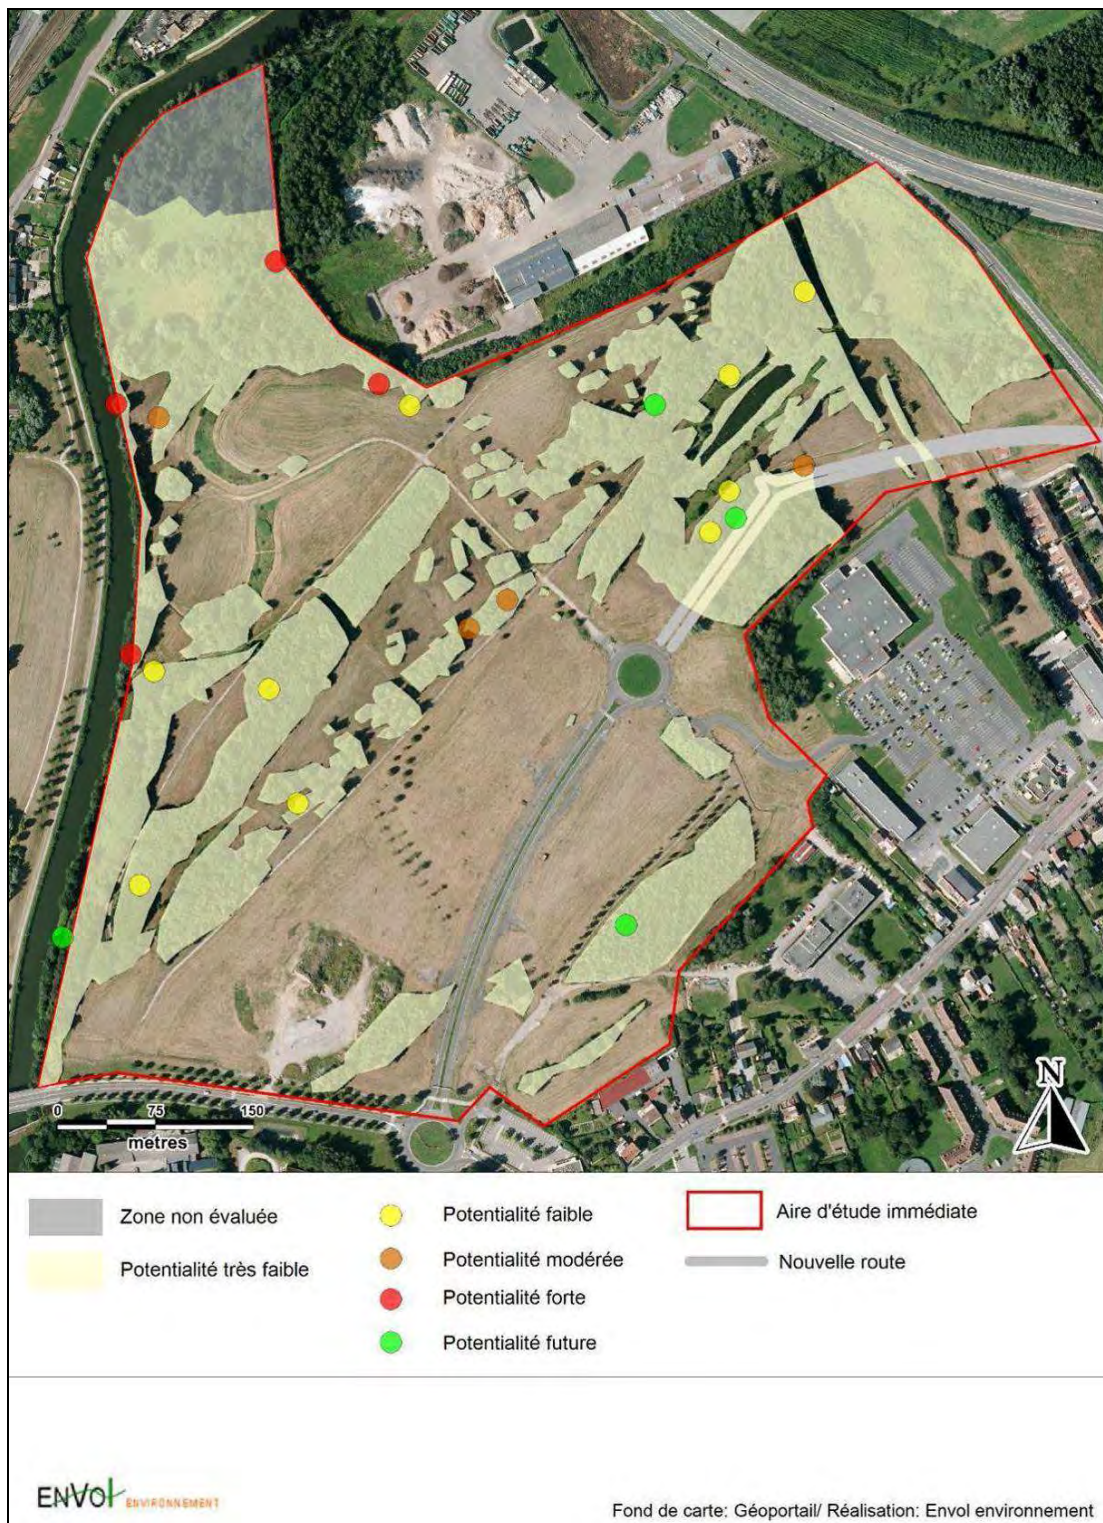 N
0 75 150
metres
Zone non évaluée
Potentialité très faible
Potentialité faible
Potentialité modérée
Potentialité forte
Potentialité future
Aire d'étude immédiate
Nouvelle route
ENVOL ENVIRONNEMENT
Fond de carte: Géoportail/ Réalisation: Envol environnement